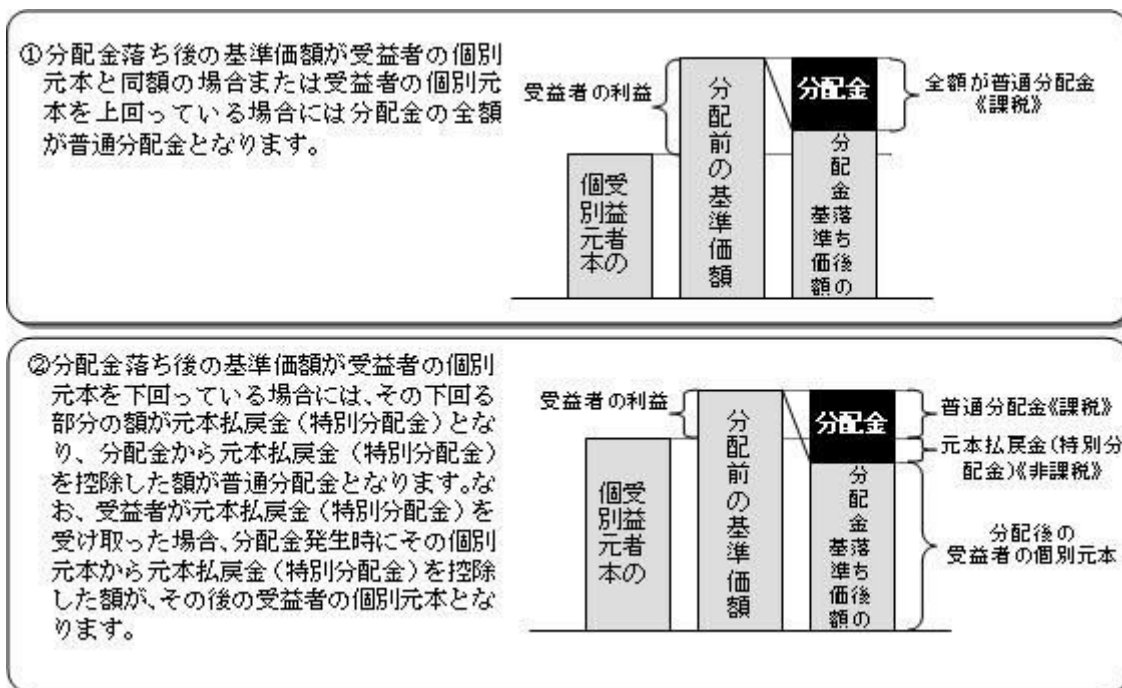 ①分配金落ち後の基準価額が受益者の個別
元本と同額の場合または受益者の個別元
本を上回っている場合には分配金の全額
が普通分配金となります。
受益者の利益
受益者の
個別元本
分配前の基準価額
分配金
分配金落ち後の
基準価額
全額が普通分配金
《課税》
②分配金落ち後の基準価額が受益者の個別
元本を下回っている場合には、その下回る
部分の額が元本払戻金(特別分配金)とな
り、分配金から元本払戻金(特別分配金)
を控除した額が普通分配金となります。な
お、受益者が元本払戻金(特別分配金)を
受け取った場合、分配金発生時にその個別
元本から元本払戻金(特別分配金)を控除
した額が、その後の受益者の個別元本とな
ります。
受益者の利益
受益者の
個別元本
分配前の基準価額
分配金
分配金落ち後の
基準価額
普通分配金《課税》
元本払戻金(特別分
配金)《非課税》
分配後の
受益者の個別元本